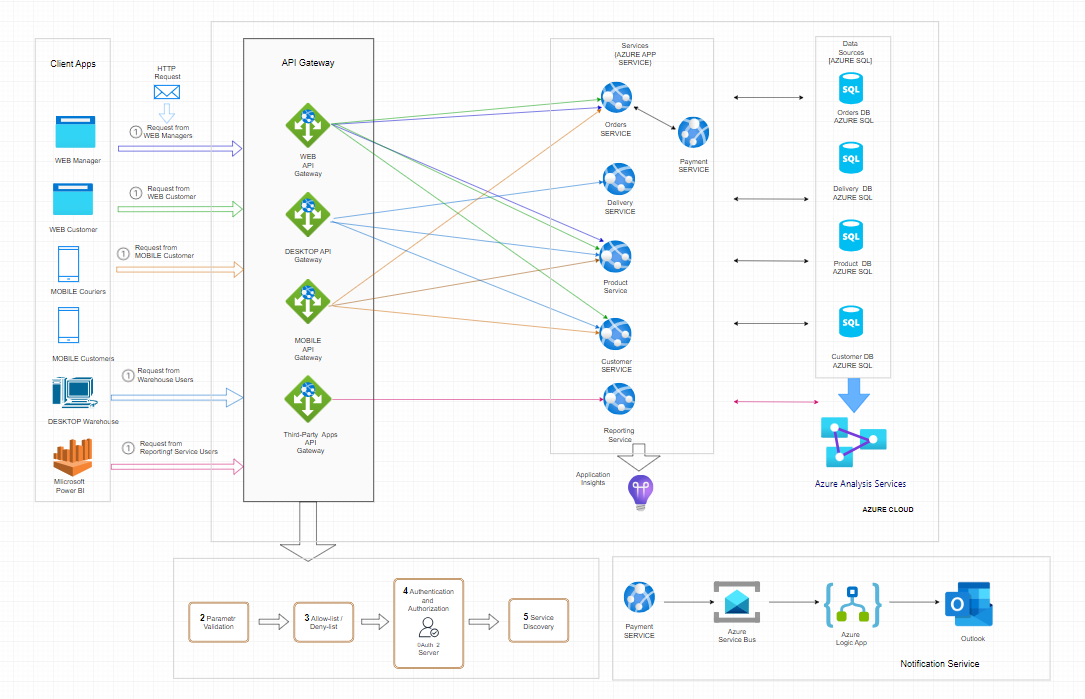 Client Apps
HTTP
Request
1 Request from
WEB Managers
WEB Manager
1 Request from
WEB Customer
WEB Customer
1 Request from
MOBILE Customer
MOBILE Couriers
MOBILE Customers
1 Request from
Warehouse Users
DESKTOP Warehouse
1 Request from
Reportingf Service Users
Miicrosoft
Power BI
API Gateway
WEB
API
Gateway
DESKTOP API
Gateway
MOBILE
API
Gateway
Third-Party Apps
API
Gateway
Services
[AZURE APP
SERVICE]
Orders
SERVICE
Payment
SERVICE
Delivery
SERVICE
Product
Service
Customer
SERVICE
Reporting
Service
Application
Insights
Data
Sources
[AZURE SQL]
SQL
Orders DB
AZURE SQL
SQL
Delivery DB
AZURE SQL
SQL
Product DB
AZURE SQL
SQL
Customer DB
AZURE SQL
Azure Analysis Services
AZURE CLOUD
2 Parametr
Validation
3 Allow-list /
Deny-list
4 Authentication
and
Authorization
0Auth 2
Server
5 Service
Discovery
Payment
SERVICE
Azure
Service Bus
Azure
Logic App
O
Outlook
Notification Service